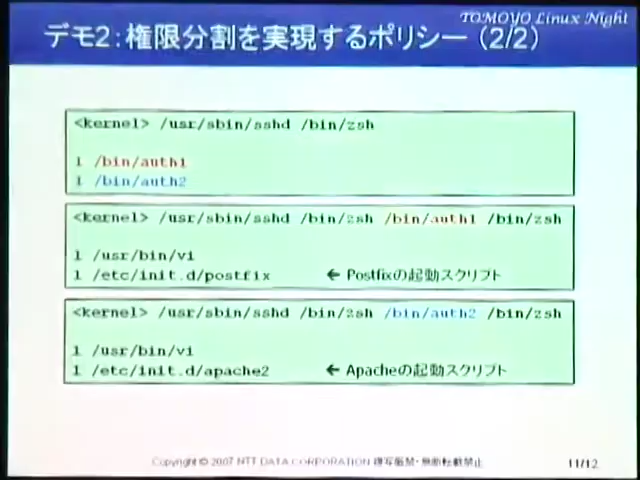 TOMOYO Linux Night
デモ2:権限分割を実現するポリシー (2/2)
<kernel> /usr/sbin/sshd /bin/zsh
1 /bin/auth1
1 /bin/auth2
<kernel> /usr/sbin/sshd /bin/zsh /bin/auth1 /bin/zsh
1 /usr/bin/vi
1 /etc/init.d/postfix ← Postfixの起動スクリプト
<kernel> /usr/sbin/sshd /bin/zsh /bin/auth2 /bin/zsh
1 /usr/bin/vi
1 /etc/init.d/apache2 ← Apacheの起動スクリプト
Copyright © 2007 NTT DATA CORPORATION 複写厳禁・無断転載禁止
11/12